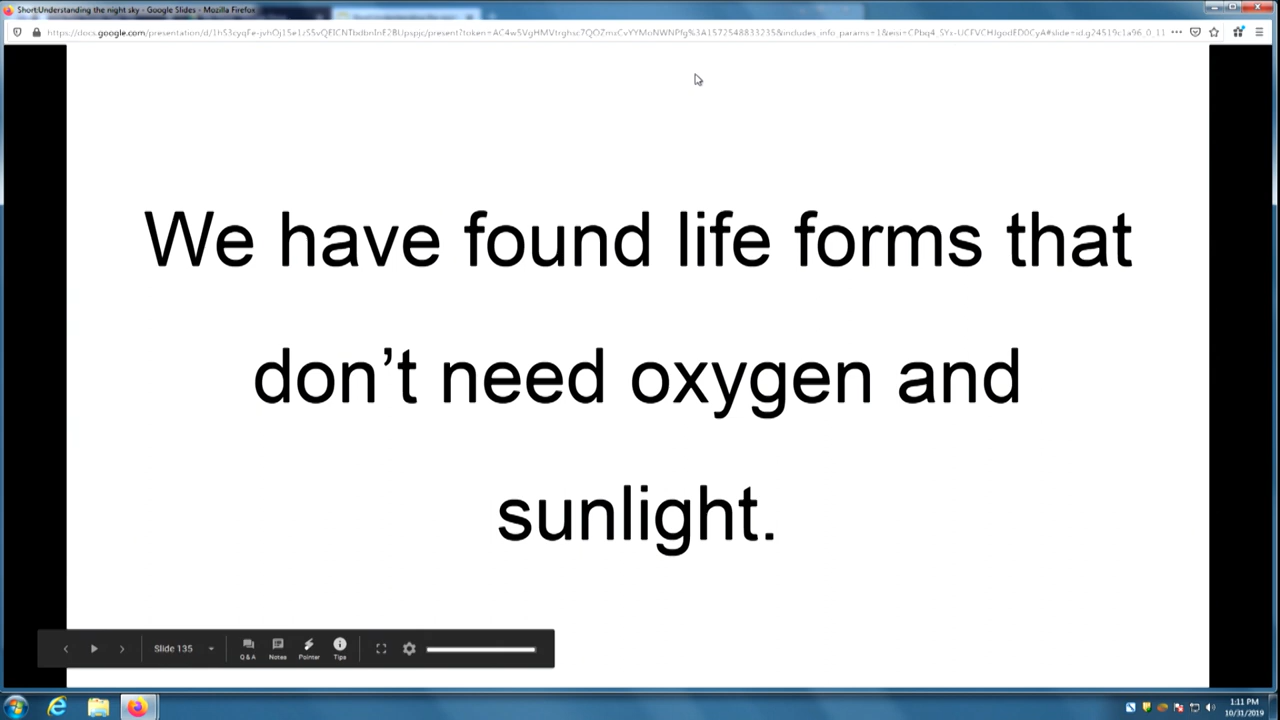 Short:Understanding the night sky - Google Slides - Mozilla Firefox
We have found life forms that
don’t need oxygen and
sunlight.
Slide 135
Q & A Notes Pointer Tips
1:11 PM
10/31/2019